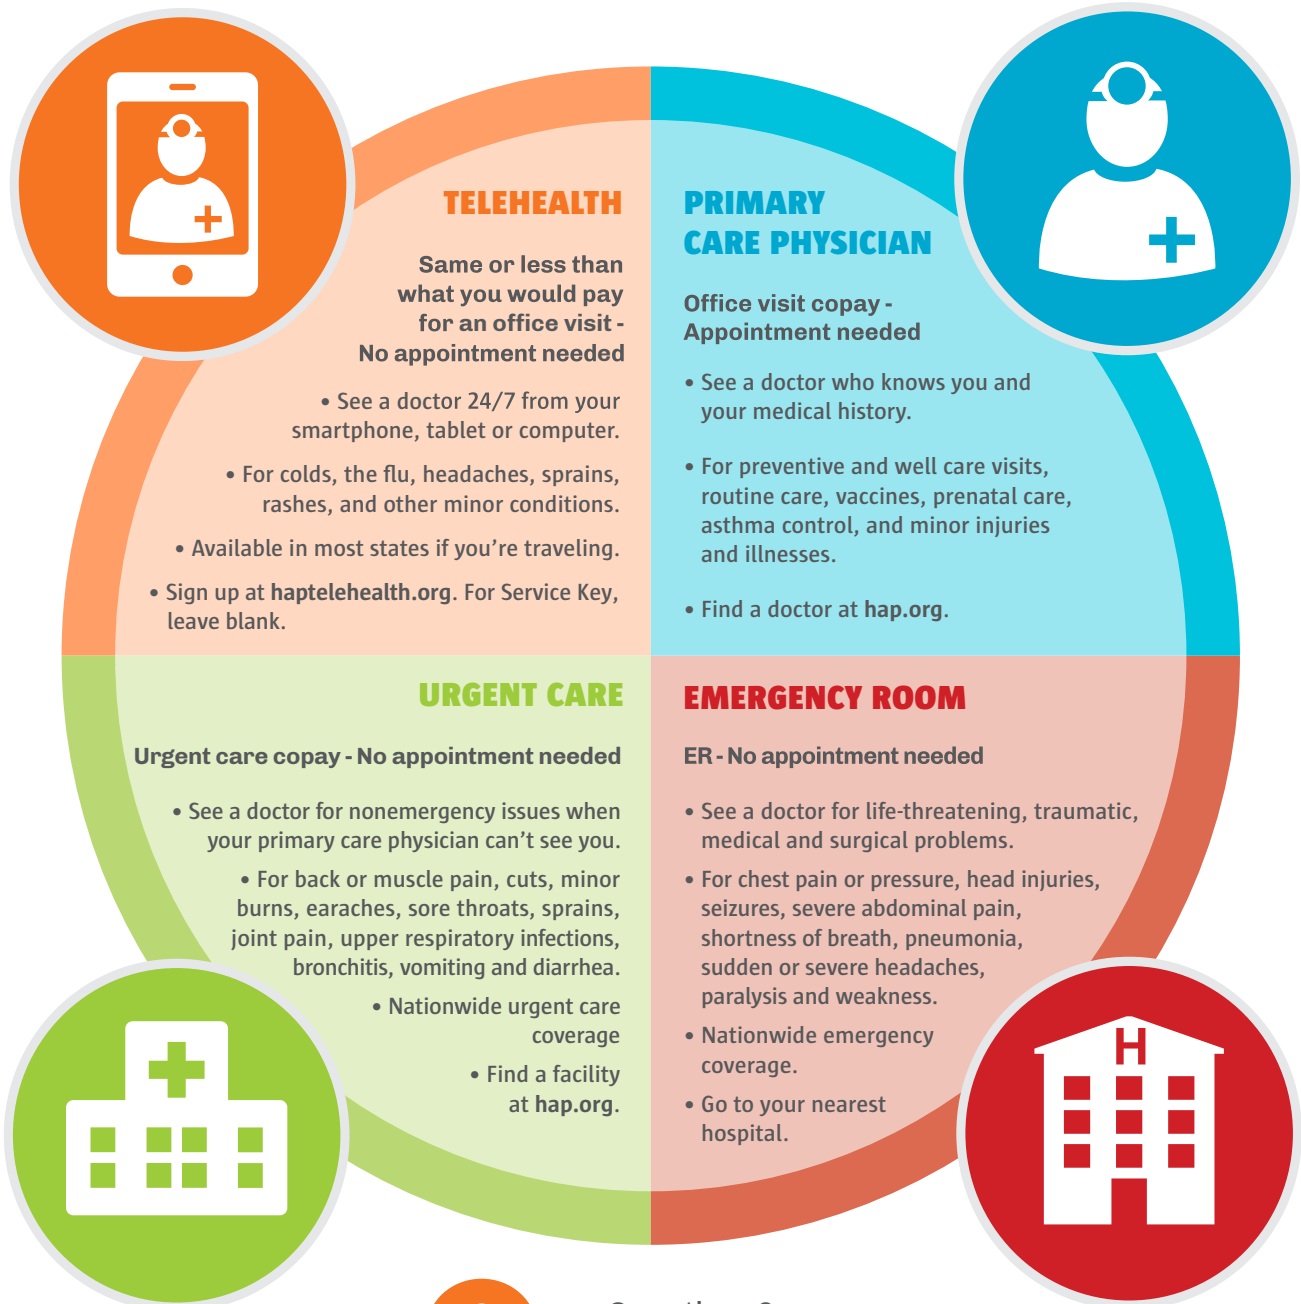 TELEHEALTH
Same or less than
what you would pay
for an office visit -
No appointment needed
• See a doctor 24/7 from your
smartphone, tablet or computer.
• For colds, the flu, headaches, sprains,
rashes, and other minor conditions.
• Available in most states if you’re traveling.
• Sign up at haptelehealth.org. For Service Key,
leave blank.
PRIMARY
CARE PHYSICIAN
Office visit copay -
Appointment needed
• See a doctor who knows you and
your medical history.
• For preventive and well care visits,
routine care, vaccines, prenatal care,
asthma control, and minor injuries
and illnesses.
• Find a doctor at hap.org.
URGENT CARE
Urgent care copay - No appointment needed
• See a doctor for nonemergency issues when
your primary care physician can’t see you.
• For back or muscle pain, cuts, minor
burns, earaches, sore throats, sprains,
joint pain, upper respiratory infections,
bronchitis, vomiting and diarrhea.
• Nationwide urgent care
coverage
• Find a facility
at hap.org.
EMERGENCY ROOM
ER - No appointment needed
• See a doctor for life-threatening, traumatic,
medical and surgical problems.
• For chest pain or pressure, head injuries,
seizures, severe abdominal pain,
shortness of breath, pneumonia,
sudden or severe headaches,
paralysis and weakness.
• Nationwide emergency
coverage.
• Go to your nearest
hospital.
H